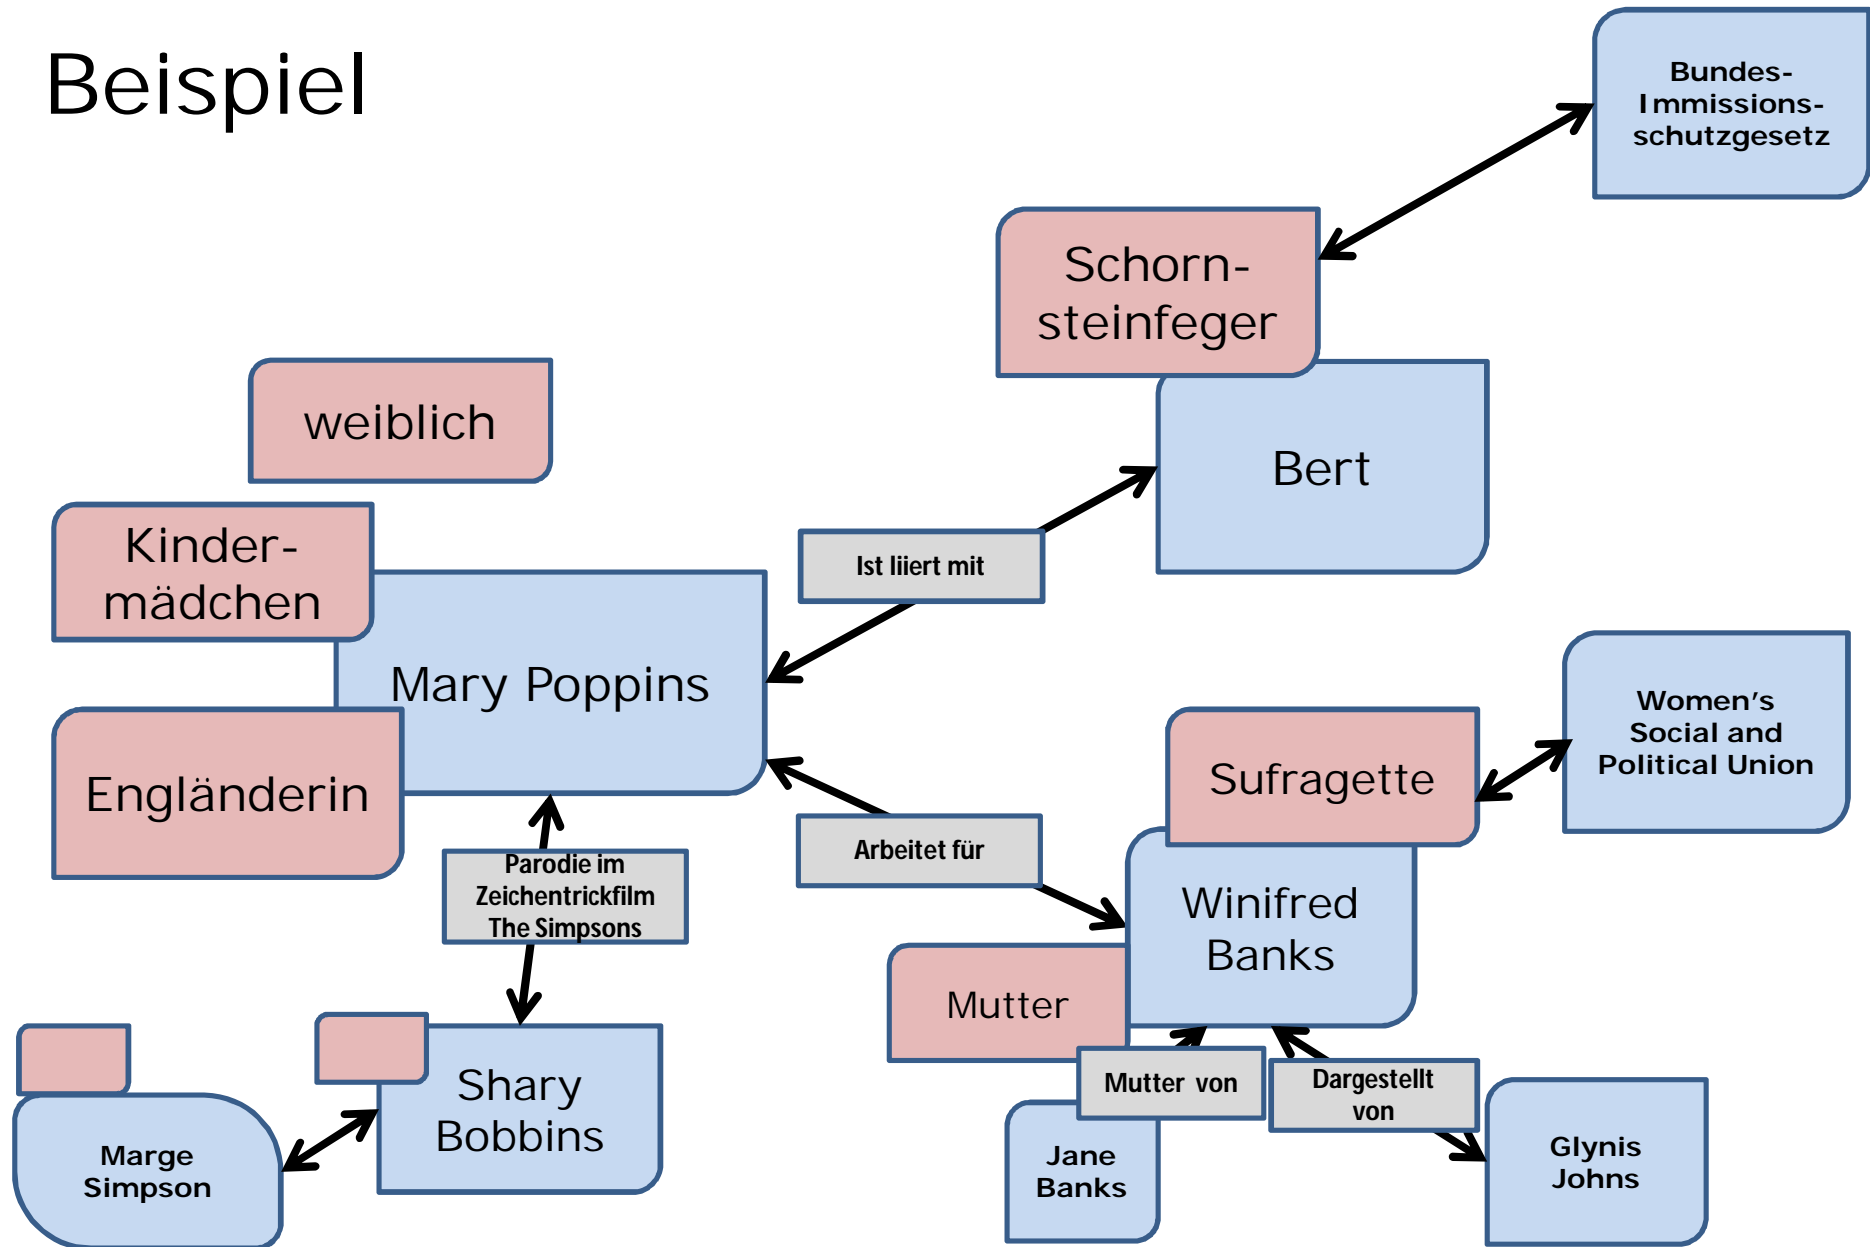 Beispiel
Bundes-
Immissions-
schutzgesetz
Schorn-
steinfeger
weiblich
Bert
Kinder-
mädchen
Ist liiert mit
Mary Poppins
Women's
Social and
Political Union
Engländerin
Sufragette
Arbeitet für
Parodie im
Zeichentrickfilm
The Simpsons
Winifred
Banks
Mutter
Shary
Bobbins
Mutter von
Dargestellt
von
Marge
Simpson
Jane
Banks
Glynis
Johns